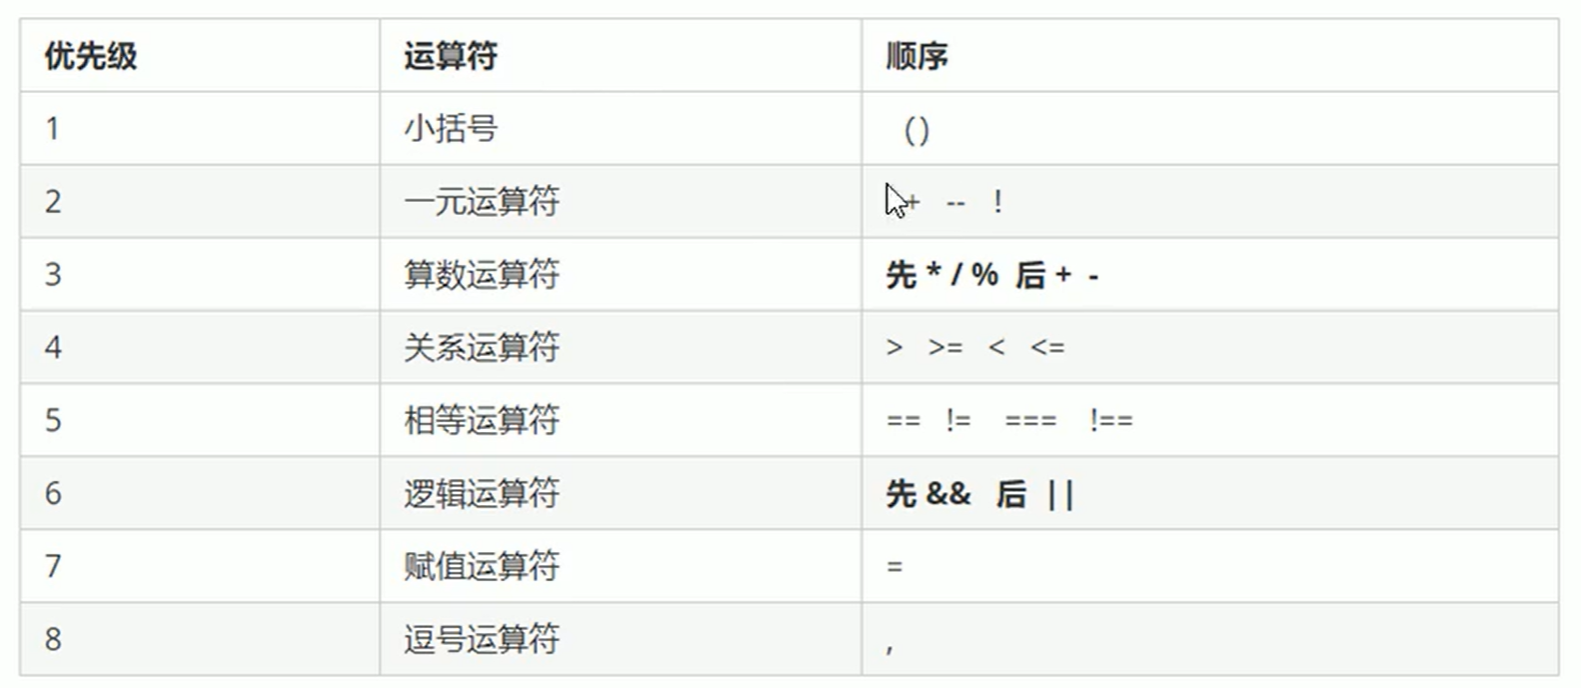 优先级 运算符 顺序
1 小括号 ()
2 一元运算符 + -- !
3 算数运算符 先 * / % 后 + -
4 关系运算符 > >= < <=
5 相等运算符 == != === !==
6 逻辑运算符 先 && 后 ||
7 赋值运算符 =
8 逗号运算符 ,